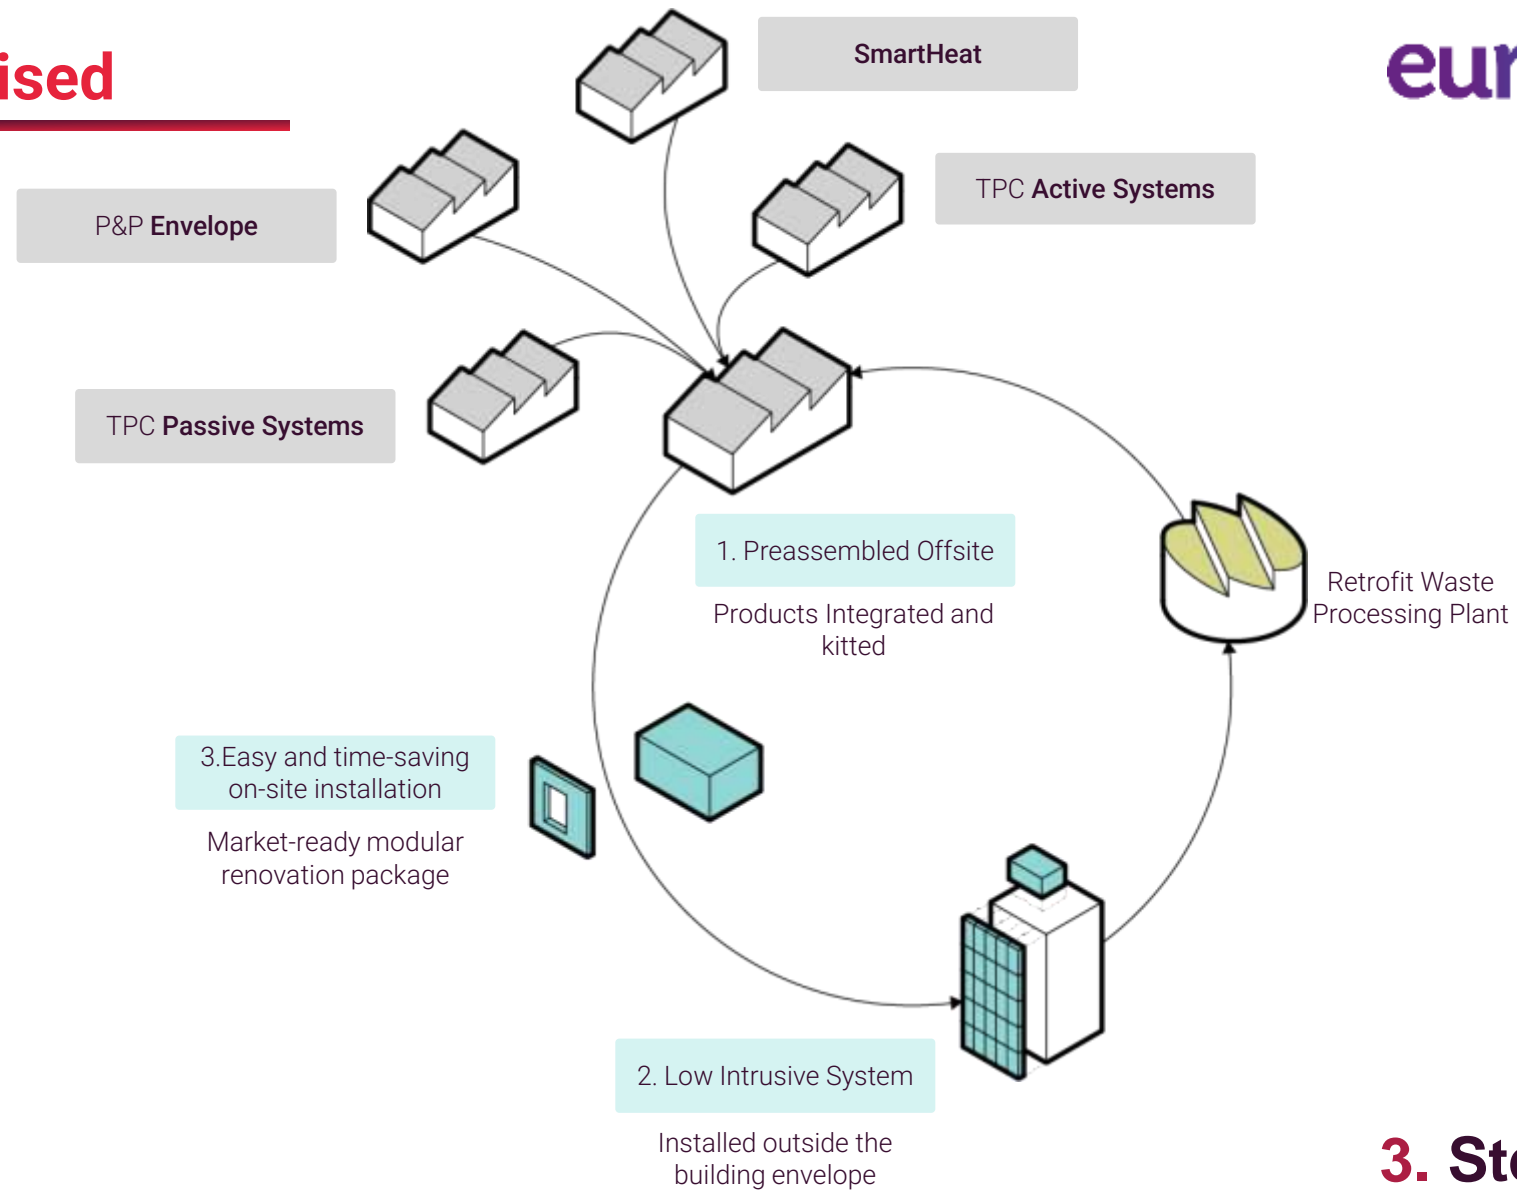 ised
eur
SmartHeat
TPC Active Systems
P&P Envelope
TPC Passive Systems
1. Preassembled Offsite
Products Integrated and
kitted
Retrofit Waste
Processing Plant
3.Easy and time-saving
on-site installation
Market-ready modular
renovation package
2. Low Intrusive System
Installed outside the
building envelope
3. Ste